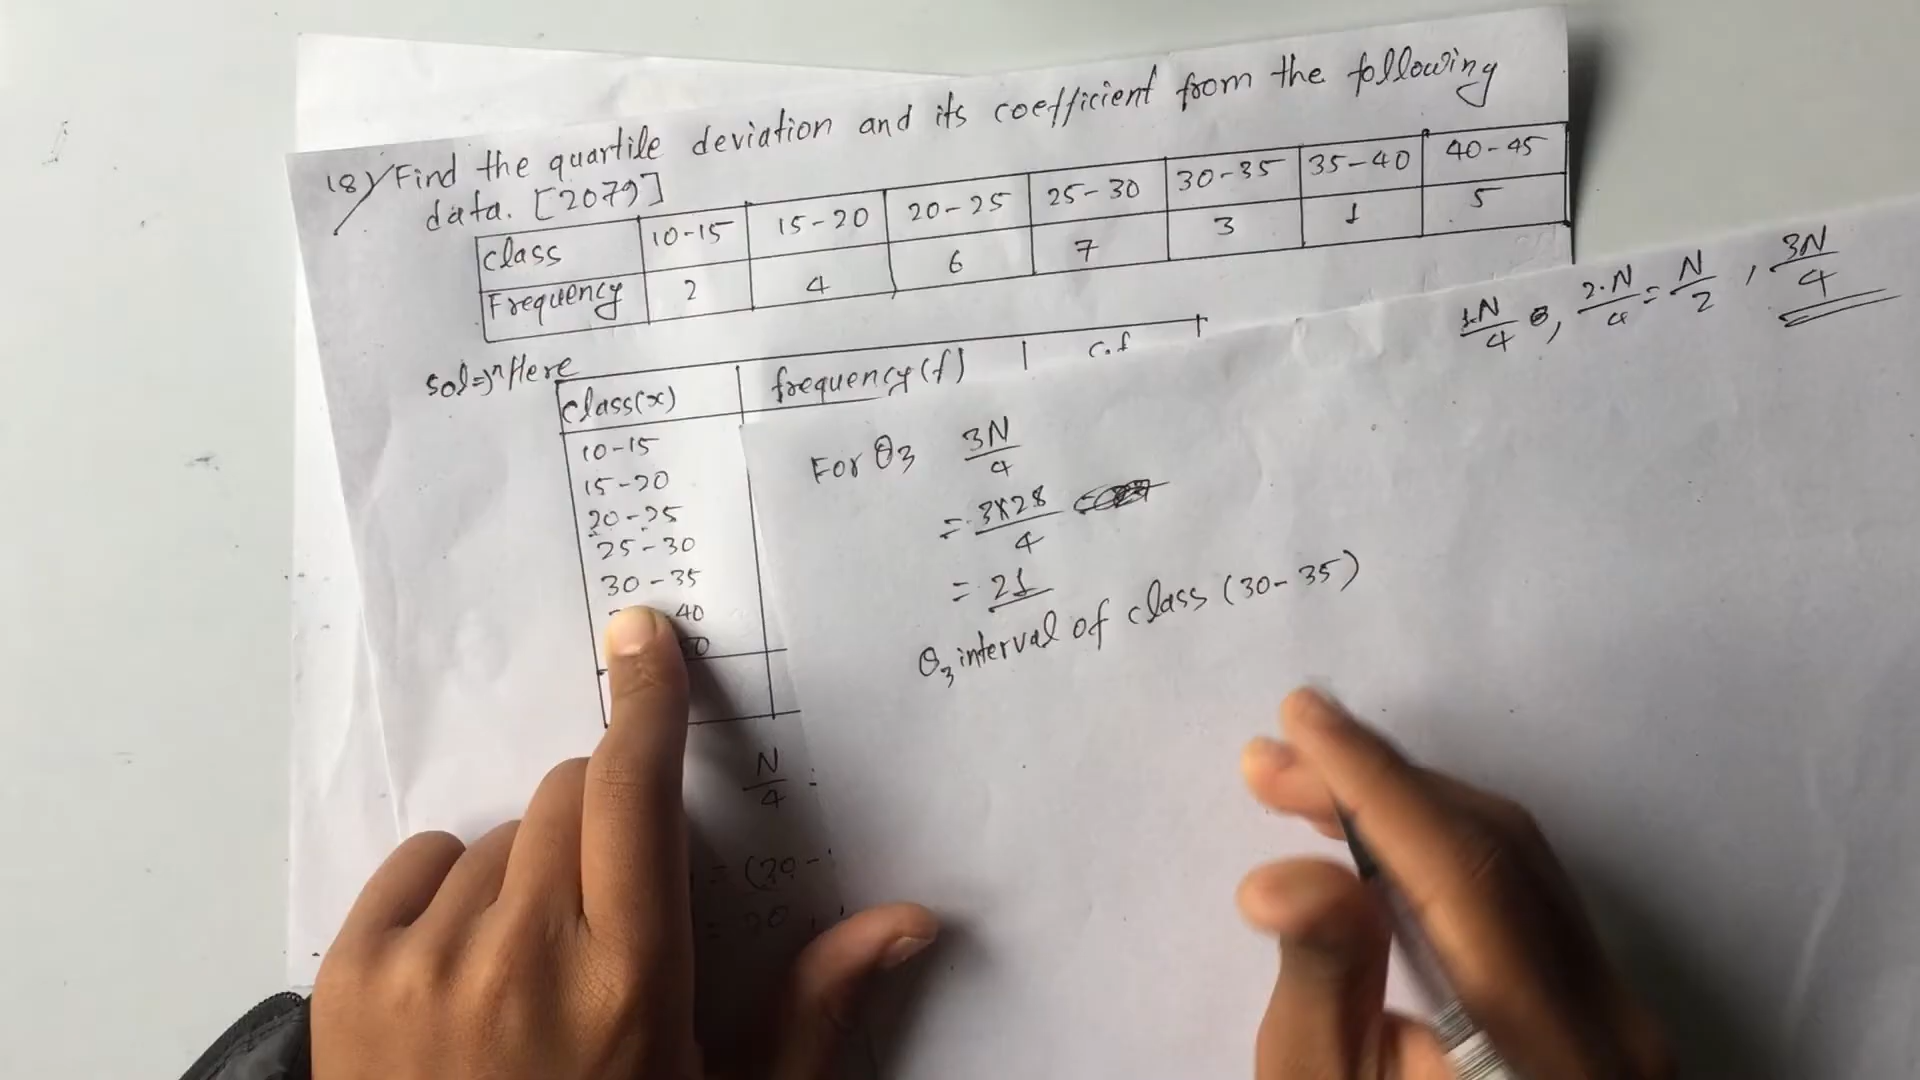 18) Find the quartile deviation and its coefficient from the following
data. [2079]
class 10-15 15-20 20-25 25-30 30-35 35-40 40-45
Frequency 2 4 6 7 3 1 5
1.N/4, 2.N/4 = N/2, 3N/4
Sol=)ⁿ Here
class(x) frequency(f) c.f
10-15
15-20
20-25
25-30
30-35
-40
For Q3 3N/4
= 3×28/4
= 21
Q3 interval of class (30-35)
N/4
= (20-